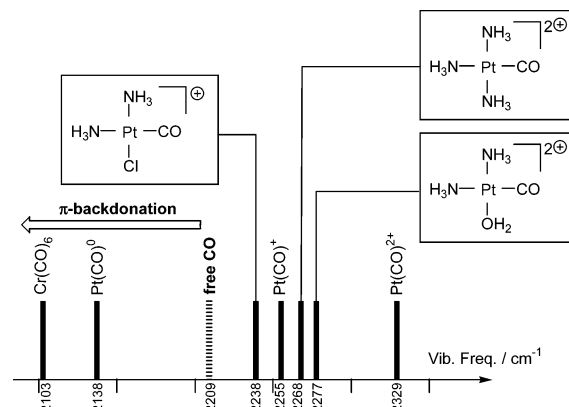 NH₃
2⊕
H₃N Pt CO
NH₃
NH₃
⊕
H₃N Pt CO
Cl
NH₃
2⊕
H₃N Pt CO
OH₂
π-backdonation
Cr(CO)₆
Pt(CO)⁰
free CO
Pt(CO)⁺
Pt(CO)²⁺
Vib. Freq. / cm⁻¹
2103
2138
2209
2238
2255
2268
2277
2329